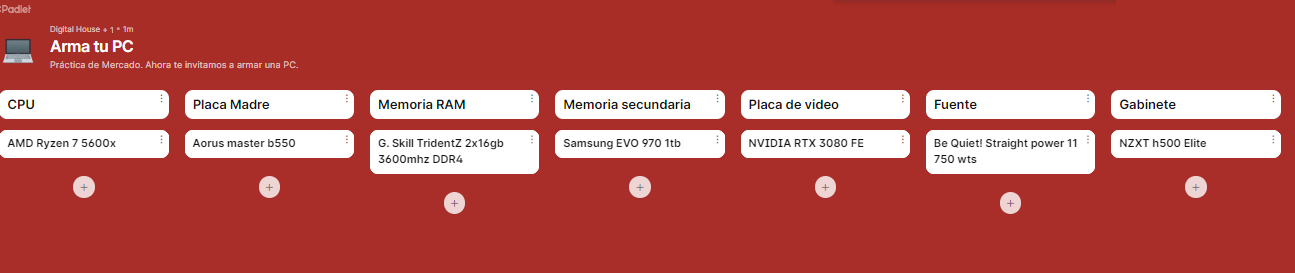 Padlet
Digital House + 1 • 1m
Arma tu PC
Práctica de Mercado. Ahora te invitamos a armar una PC.
CPU
AMD Ryzen 7 5600x
Placa Madre
Aorus master b550
Memoria RAM
G. Skill TridentZ 2x16gb
3600mhz DDR4
Memoria secundaria
Samsung EVO 970 1tb
Placa de video
NVIDIA RTX 3080 FE
Fuente
Be Quiet! Straight power 11
750 wts
Gabinete
NZXT h500 Elite